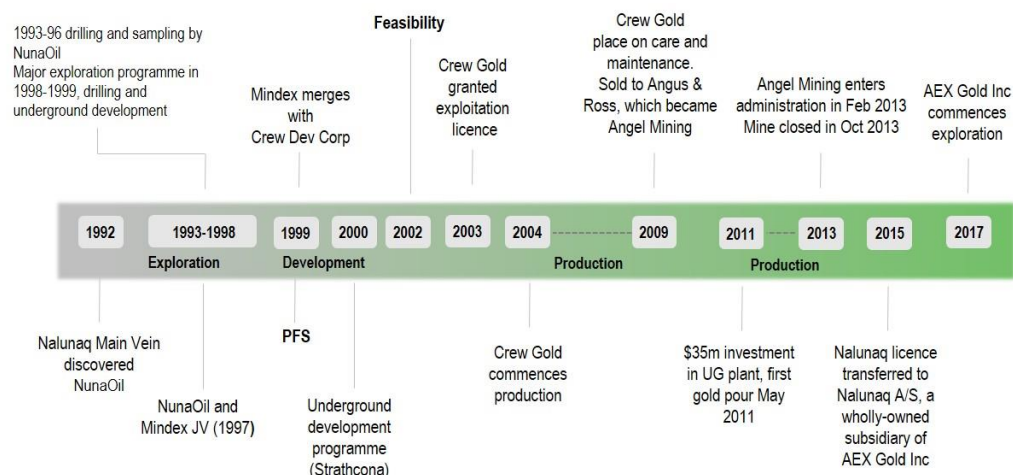 1993-96 drilling and sampling by
NunaOil
Major exploration programme in
1998-1999, drilling and
underground development
Mindex merges
with
Crew Dev Corp
Feasibility
Crew Gold
granted
exploitation
licence
Crew Gold
place on care and
maintenance.
Sold to Angus &
Ross, which became
Angel Mining
Angel Mining enters
administration in Feb 2013
Mine closed in Oct 2013
AEX Gold Inc
commences
exploration
1992
1993-1998
1999
2000
2002
2003
2004
2009
2011
2013
2015
2017
Exploration
Development
Production
Production
Nalunaq Main Vein
discovered
NunaOil
NunaOil and
Mindex JV (1997)
PFS
Underground
development
programme
(Strathcona)
Crew Gold
commences
production
$35m investment
in UG plant, first
gold pour May
2011
Nalunaq licence
transferred to
Nalunaq A/S, a
wholly-owned
subsidiary of
AEX Gold Inc